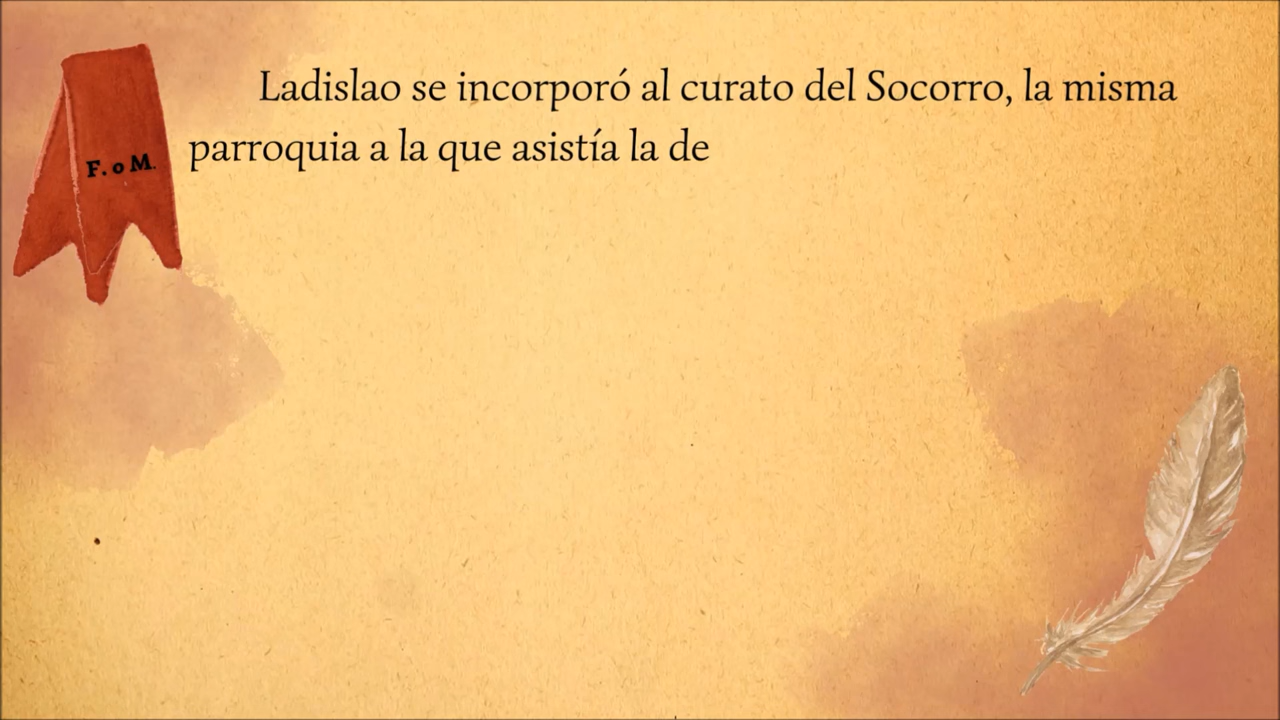 Ladislao se incorporó al curato del Socorro, la misma
parroquia a la que asistía la de
F. o M.